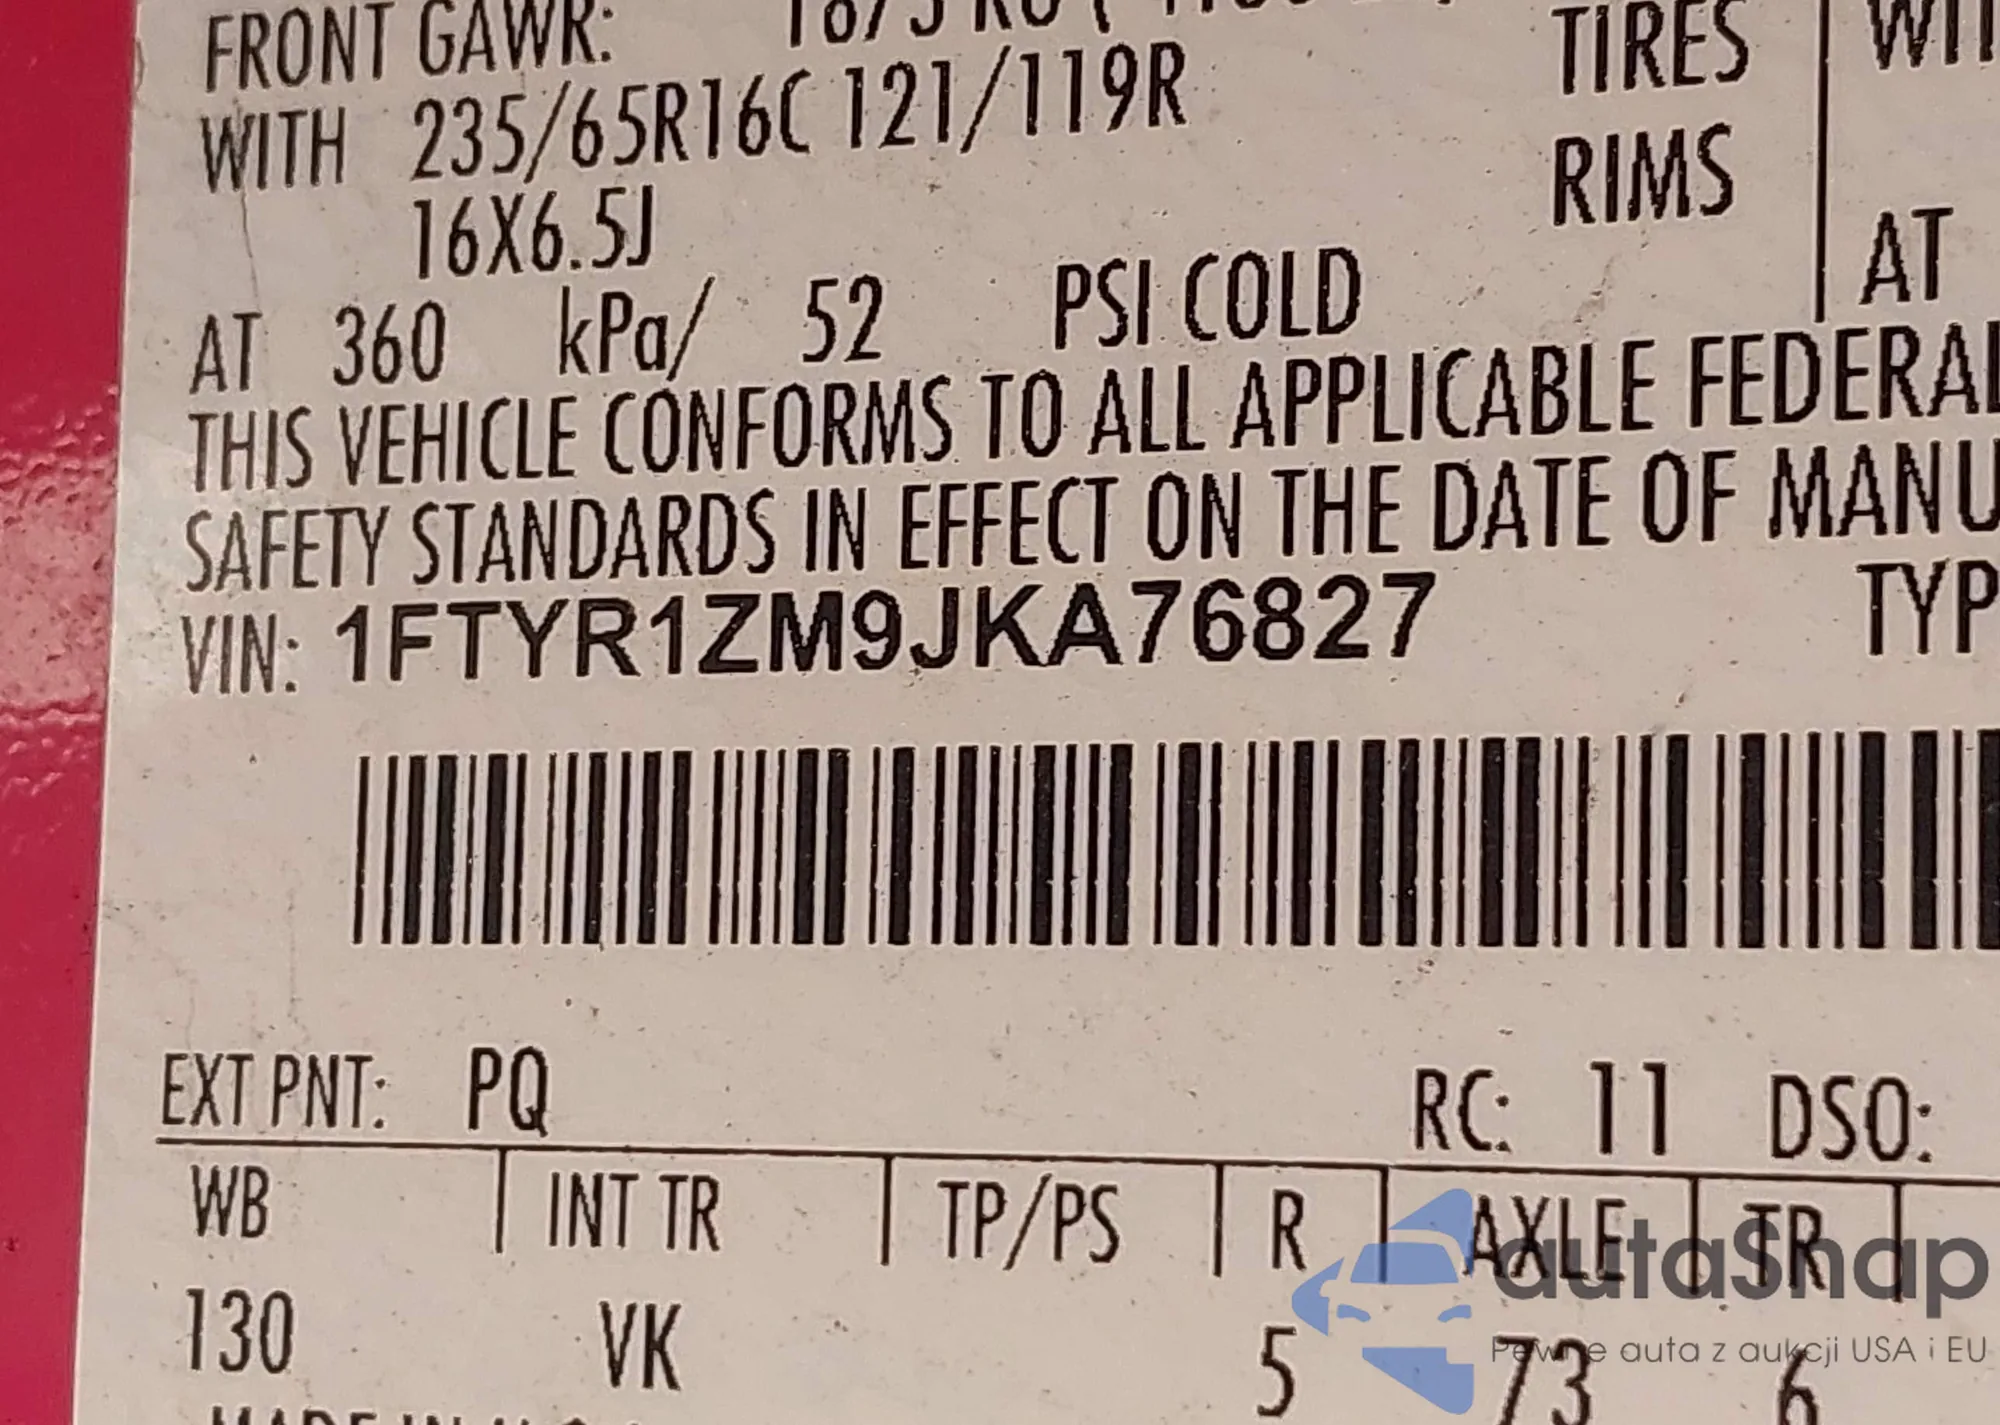 FRONT GAWR:
TIRES
WITH 235/65R16C 121/119R
RIMS
16X6.5J
AT
AT 360 kPa/ 52 PSI COLD
THIS VEHICLE CONFORMS TO ALL APPLICABLE FEDERAL
SAFETY STANDARDS IN EFFECT ON THE DATE OF MANU
VIN: 1FTYR1ZM9JKA76827 TYP
EXT PNT: PQ RC: 11 DSO:
WB INT TR TP/PS R AXLE TR
130 VK 5 73 6
autaSnap
Pewne auta z aukcji USA i EU